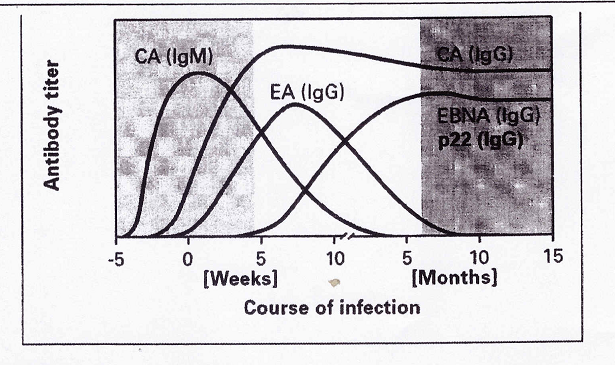 CA (IgM)
CA (IgG)
EA (IgG)
EBNA (IgG)
p22 (IgG)
Antibody titer
-5 0 5 10 5 10 15
[Weeks] [Months]
Course of infection